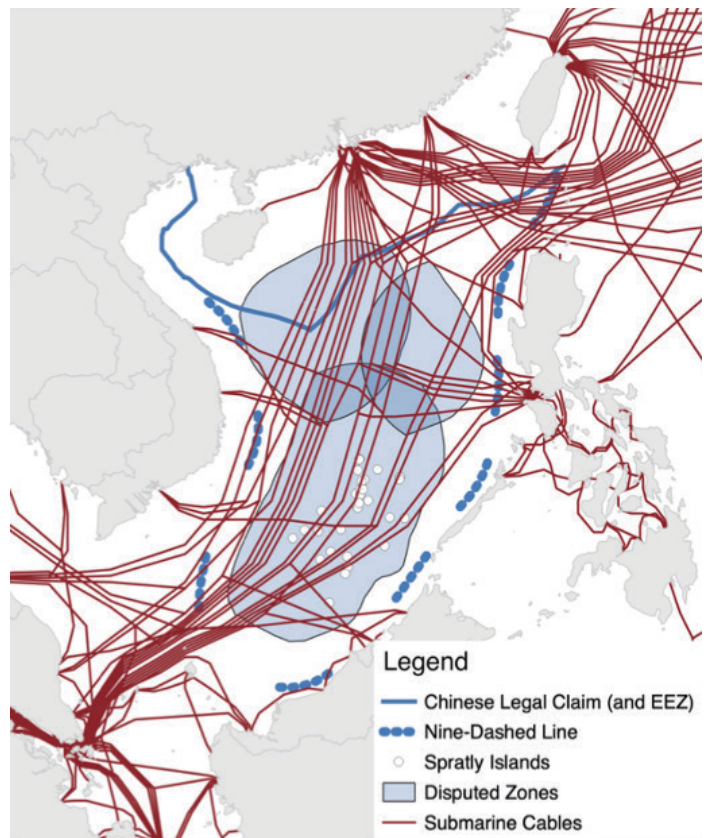 Legend
Chinese Legal Claim (and EEZ)
Nine-Dashed Line
Spratly Islands
Disputed Zones
Submarine Cables